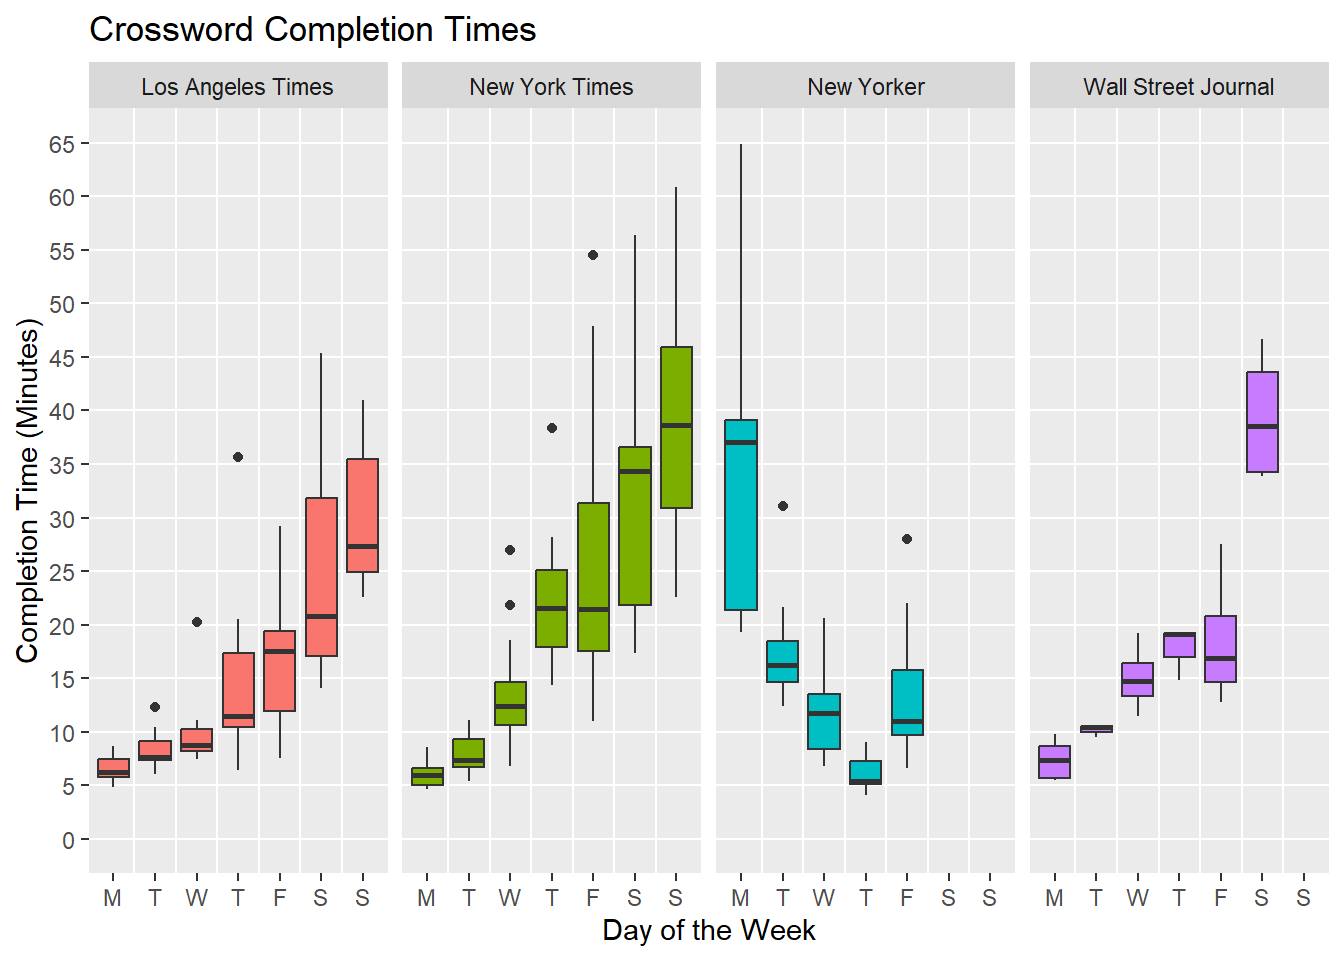 Crossword Completion Times
Los Angeles Times
New York Times
New Yorker
Wall Street Journal
Completion Time (Minutes)
65
60
55
50
45
40
35
30
25
20
15
10
5
0
M T W T F S S
M T W T F S S
M T W T F S S
M T W T F S S
Day of the Week